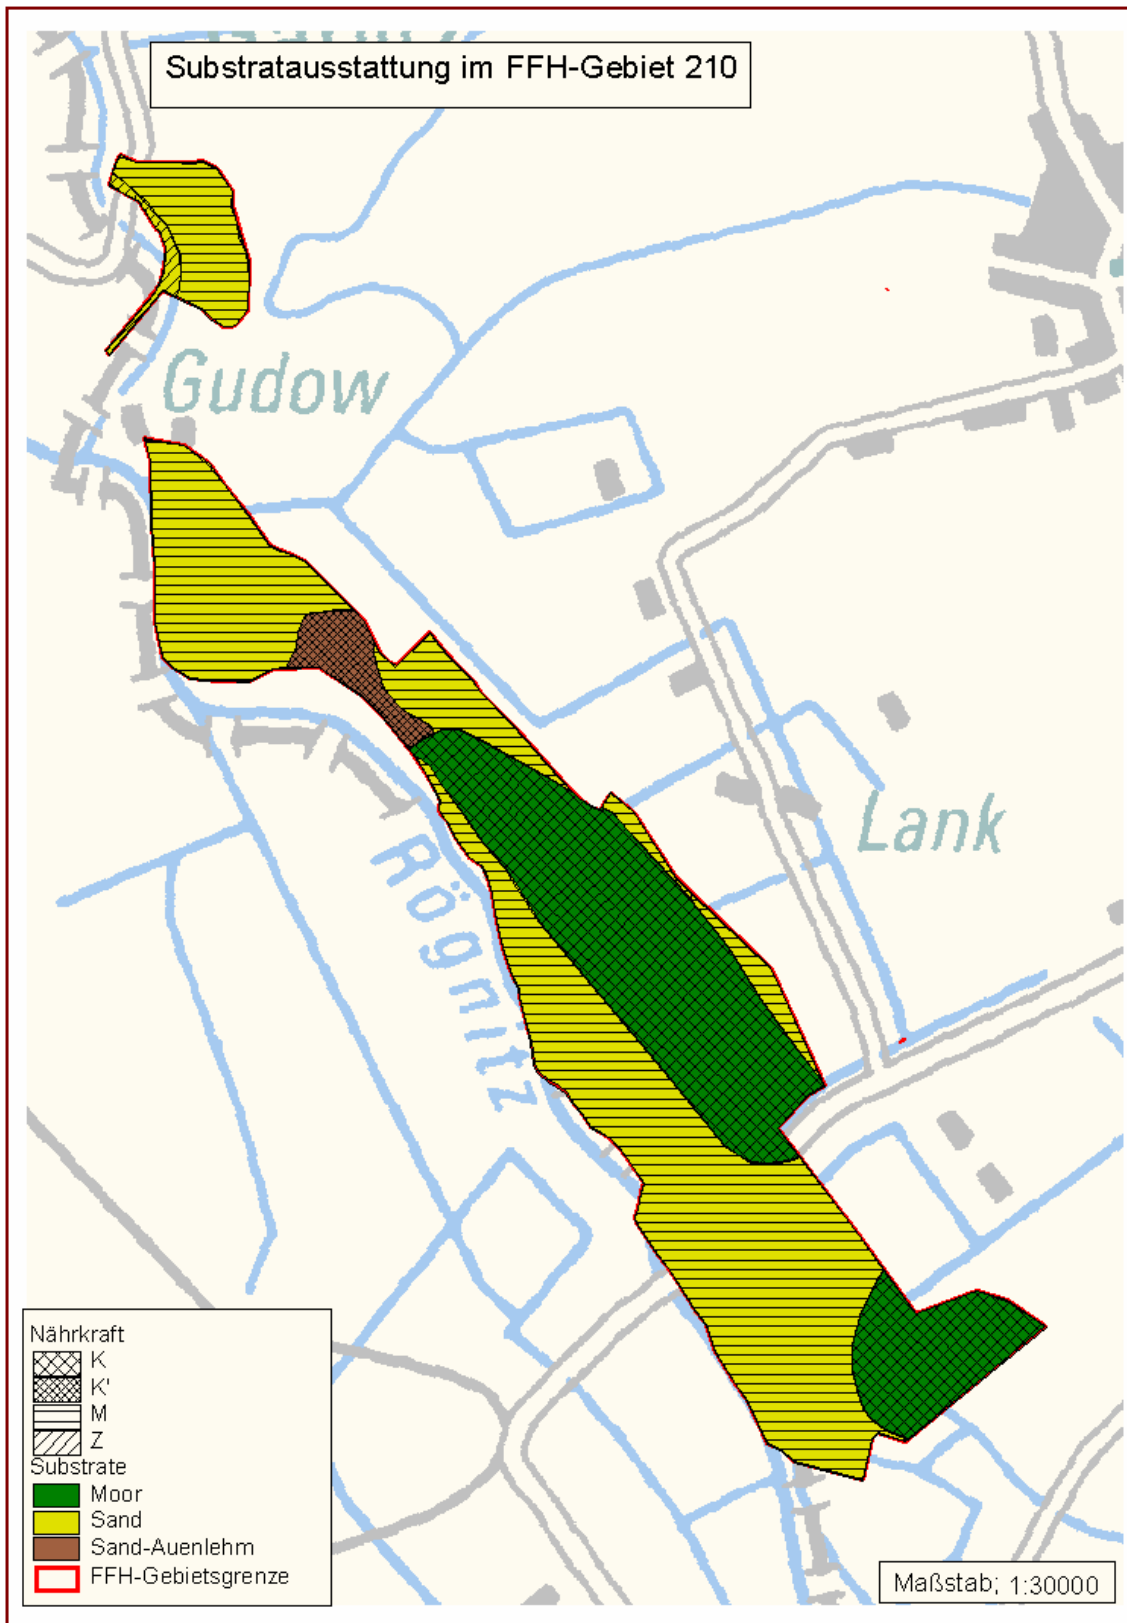 Substratausstattung im FFH-Gebiet 210
Gudow
Lank
Rögnitz
Nährkraft
K
K'
M
Z
Substrate
Moor
Sand
Sand-Auenlehm
FFH-Gebietsgrenze
Maßstab; 1:30000